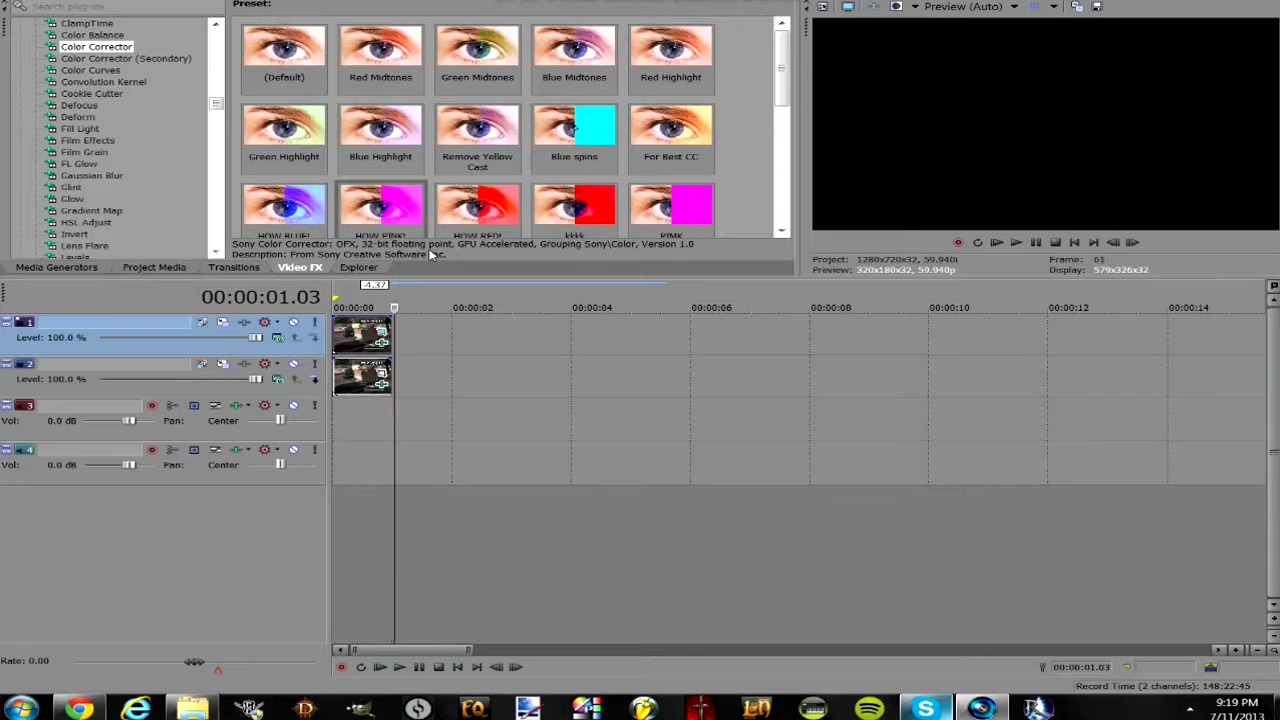 Search plug-ins
Preset:
Preview (Auto)
ClampTime
Color Balance
Color Corrector
Color Corrector (Secondary)
Color Curves
Convolution Kernel
Cookie Cutter
Defocus
Deform
Fill Light
Film Effects
Film Grain
FL Glow
Gaussian Blur
Glint
Glow
Gradient Map
HSL Adjust
Invert
Lens Flare
Levels
(Default)
Red Midtones
Green Midtones
Blue Midtones
Red Highlight
Green Highlight
Blue Highlight
Remove Yellow
Cast
Blue spins
For Best CC
HOW BLUE!
HOW PINK!
HOW RED!
kkkk
PINK
Sony Color Corrector: OFX, 32-bit floating point, GPU Accelerated, Grouping Sony\Color, Version 1.0
Description: From Sony Creative Software Inc.
Media Generators
Project Media
Transitions
Video FX
Explorer
Project: 1280x720x32, 59.940i
Frame: 61
Preview: 320x180x32, 59.940p
Display: 579x326x32
00:00:01.03
-4.37
00:00:00
00:00:02
00:00:04
00:00:06
00:00:08
00:00:10
00:00:12
00:00:14
1
Level: 100.0 %
2
Level: 100.0 %
3
Vol: 0.0 dB Pan: Center
4
Vol: 0.0 dB Pan: Center
Rate: 0.00
00:00:01.03
Record Time (2 channels): 148:22:45
9:19 PM
7/11/2013